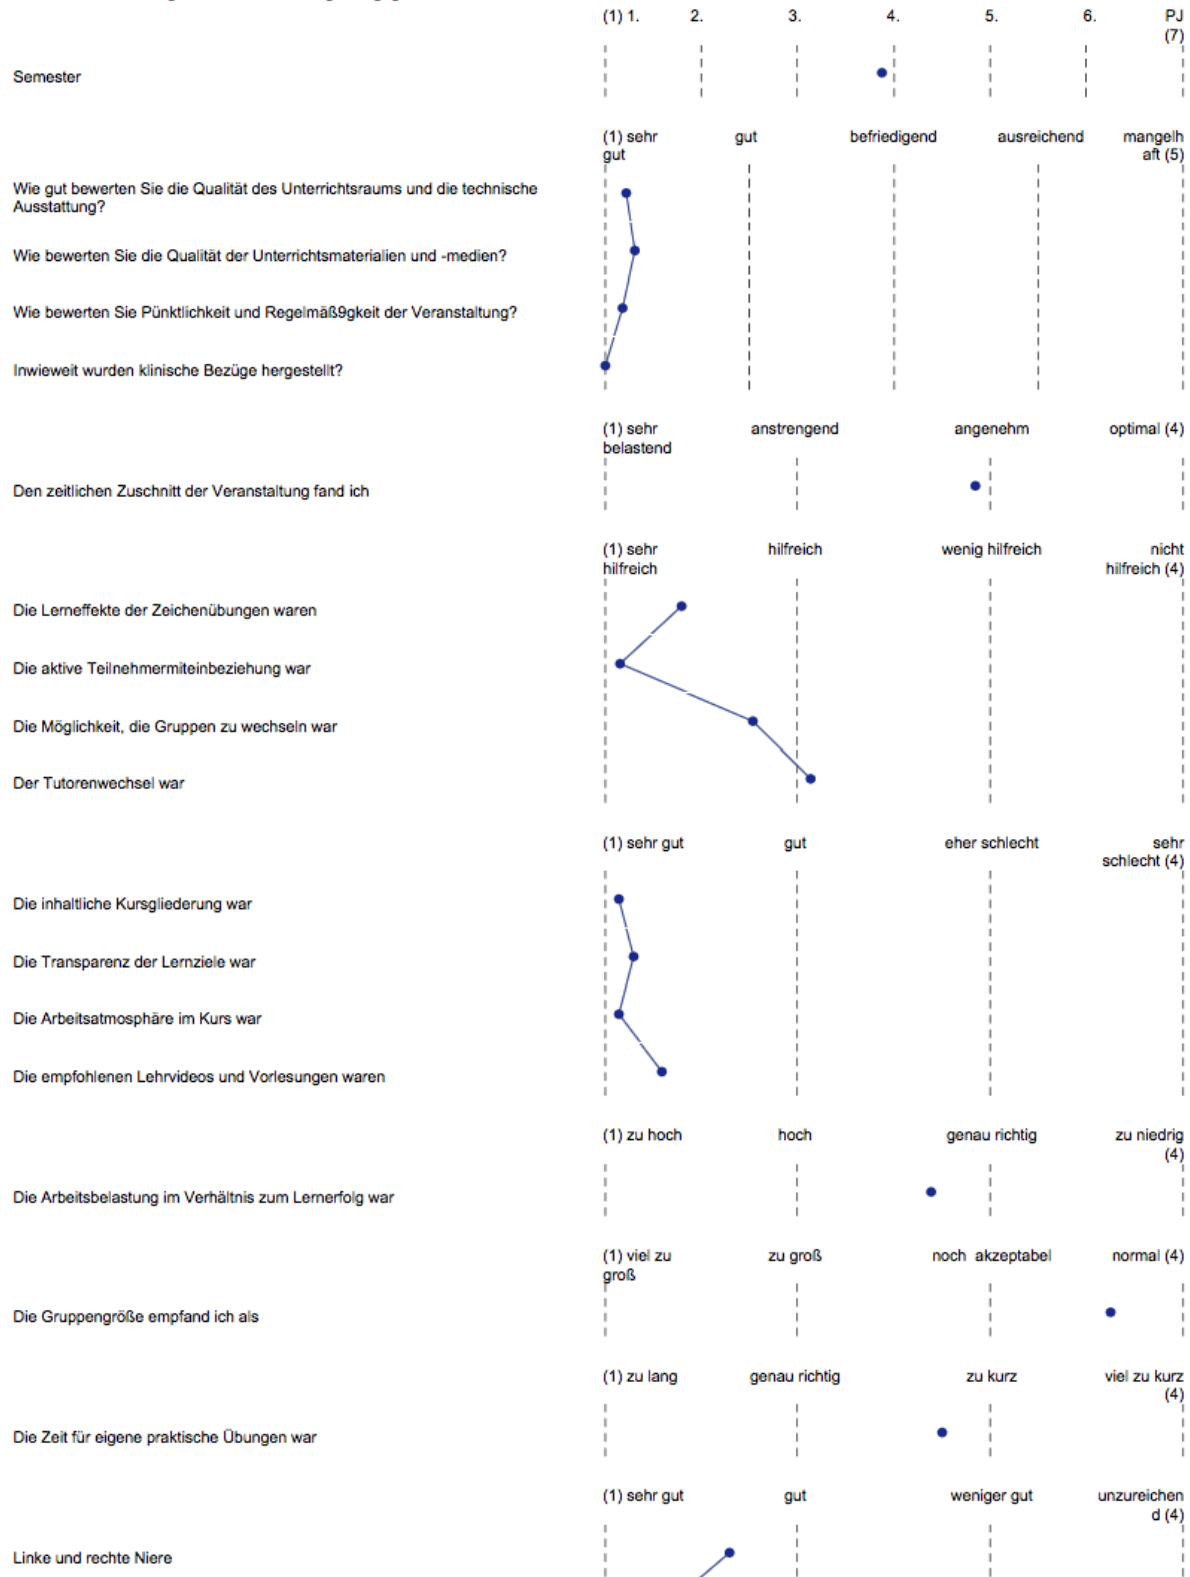 (1) 1. 2. 3. 4. 5. 6. PJ
(7)
Semester
(1) sehr gut befriedigend ausreichend mangelh
gut aft (5)
Wie gut bewerten Sie die Qualität des Unterrichtsraums und die technische
Ausstattung?
Wie bewerten Sie die Qualität der Unterrichtsmaterialien und -medien?
Wie bewerten Sie Pünktlichkeit und Regelmäß9gkeit der Veranstaltung?
Inwieweit wurden klinische Bezüge hergestellt?
(1) sehr anstrengend angenehm optimal (4)
belastend
Den zeitlichen Zuschnitt der Veranstaltung fand ich
(1) sehr hilfreich wenig hilfreich nicht
hilfreich hilfreich (4)
Die Lerneffekte der Zeichenübungen waren
Die aktive Teilnehmermiteinbeziehung war
Die Möglichkeit, die Gruppen zu wechseln war
Der Tutorenwechsel war
(1) sehr gut gut eher schlecht sehr
schlecht (4)
Die inhaltliche Kursgliederung war
Die Transparenz der Lernziele war
Die Arbeitsatmosphäre im Kurs war
Die empfohlenen Lehrvideos und Vorlesungen waren
(1) zu hoch hoch genau richtig zu niedrig
(4)
Die Arbeitsbelastung im Verhältnis zum Lernerfolg war
(1) viel zu zu groß noch akzeptabel normal (4)
groß
Die Gruppengröße empfand ich als
(1) zu lang genau richtig zu kurz viel zu kurz
(4)
Die Zeit für eigene praktische Übungen war
(1) sehr gut gut weniger gut unzureichen
d (4)
Linke und rechte Niere